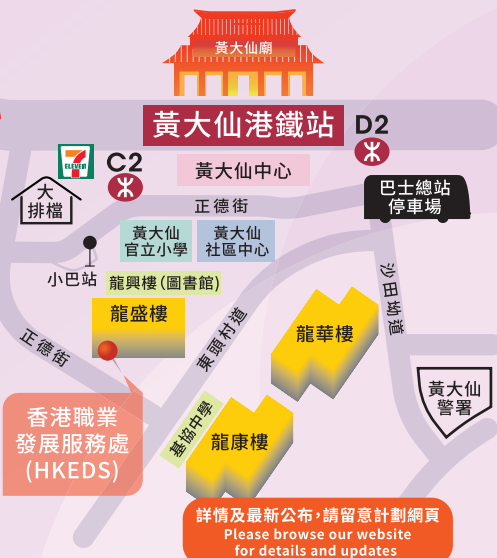 黃大仙廟
黃大仙港鐵站
D2
7
ELEVEN
C2
黃大仙中心
大
排檔
巴士總站
停車場
正德街
黃大仙
官立小學
黃大仙
社區中心
小巴站
龍興樓(圖書館)
龍盛樓
沙田坳道
東頭村道
龍華樓
正德街
黃大仙
警署
香港職業
發展服務處
(HKEDS)
基協中學
龍康樓
詳情及最新公布，請留意計劃網頁
Please browse our website
for details and updates